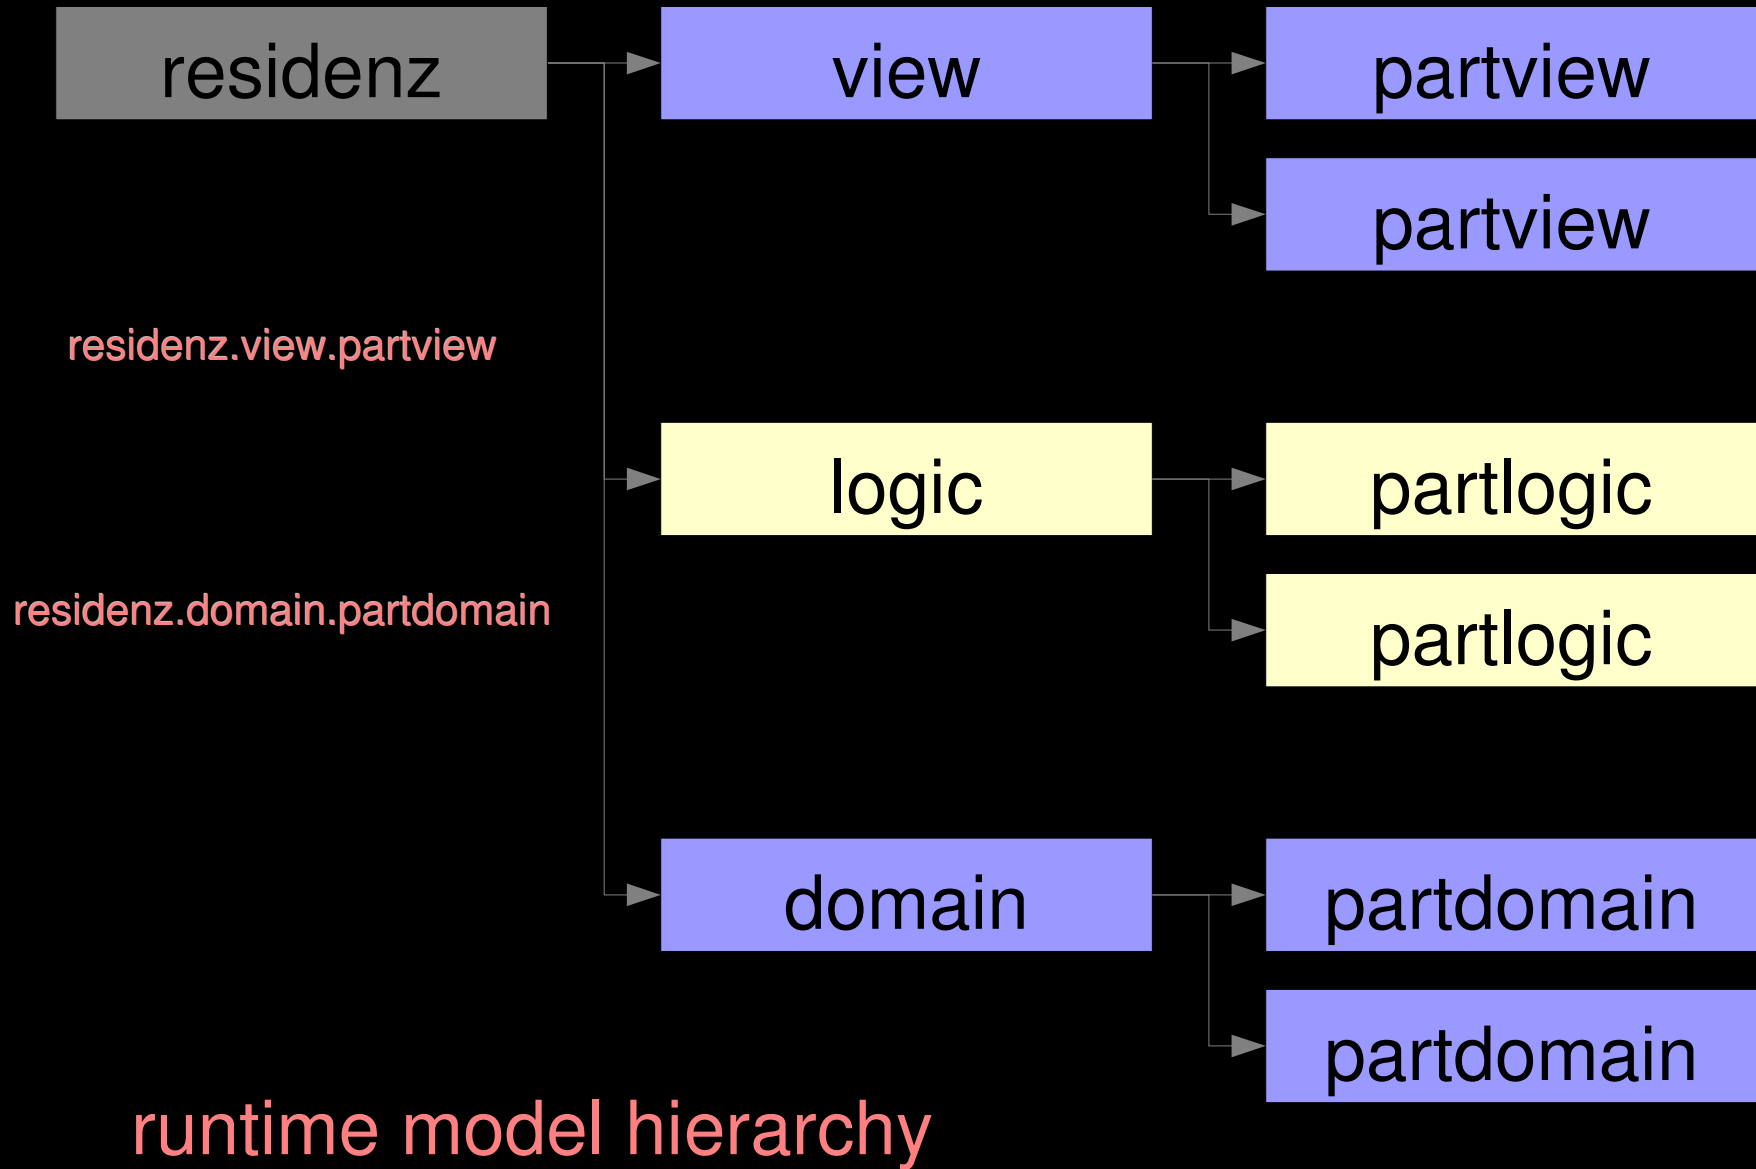 residenz
view
partview
partview
residenz.view.partview
logic
partlogic
residenz.domain.partdomain
partlogic
domain
partdomain
partdomain
runtime model hierarchy